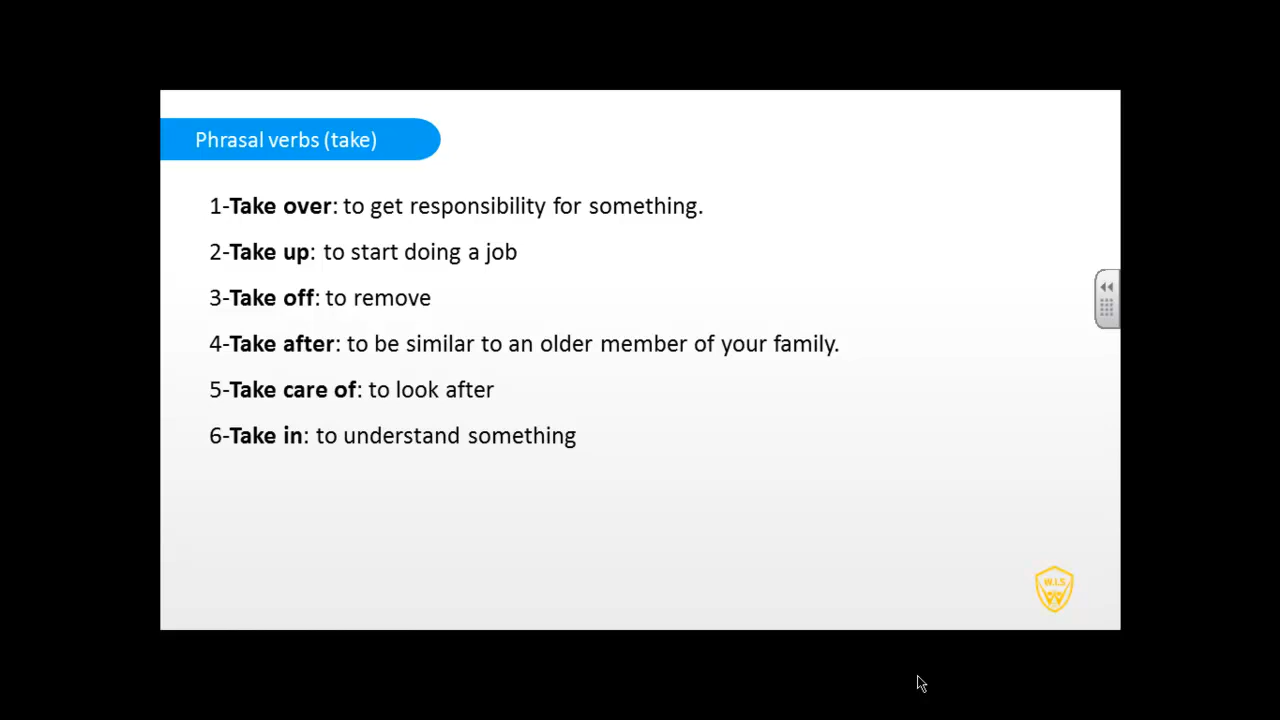 Phrasal verbs (take)
1-Take over: to get responsibility for something.
2-Take up: to start doing a job
3-Take off: to remove
4-Take after: to be similar to an older member of your family.
5-Take care of: to look after
6-Take in: to understand something
W.I.S